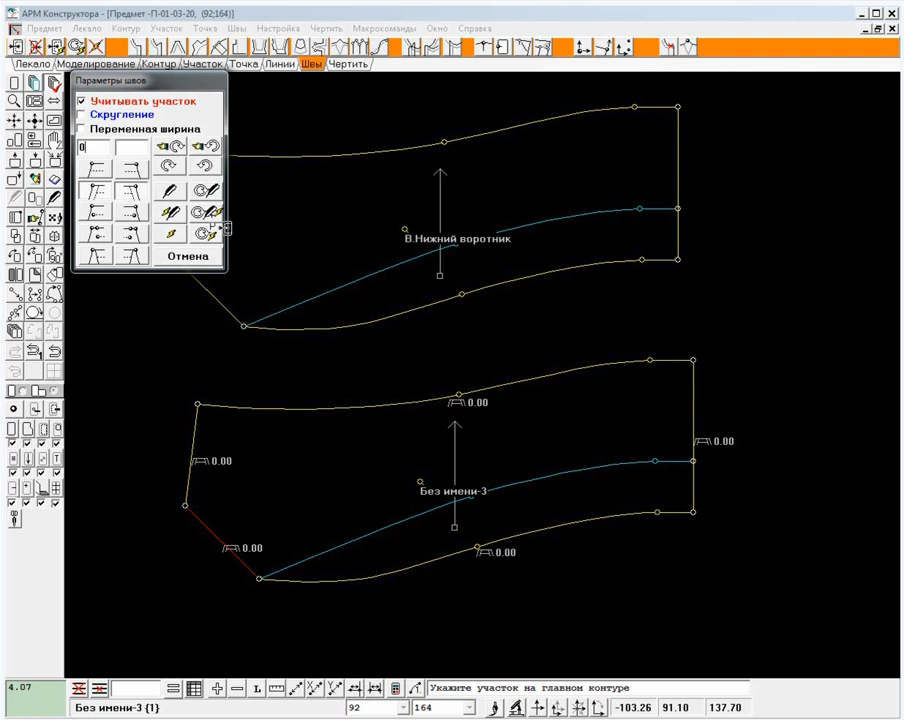 АРМ Конструктора - [Предмет -П-01-03-20, (92;164)]
Предмет Лекало Контур Участок Точка Швы Настройка Чертить Макрокоманды Окно Справка
Лекало Моделирование Контур Участок Точка Линии Швы Чертить
Параметры швов
Учитывать участок
Скругление
Переменная ширина
0
Отмена
В.Нижний воротник
0.00
0.00
0.00
Без имени-3
0.00
0.00
4.07
L
Укажите участок на главном контуре
Без имени-3 {1}
92
164
-103.26
91.10
137.70